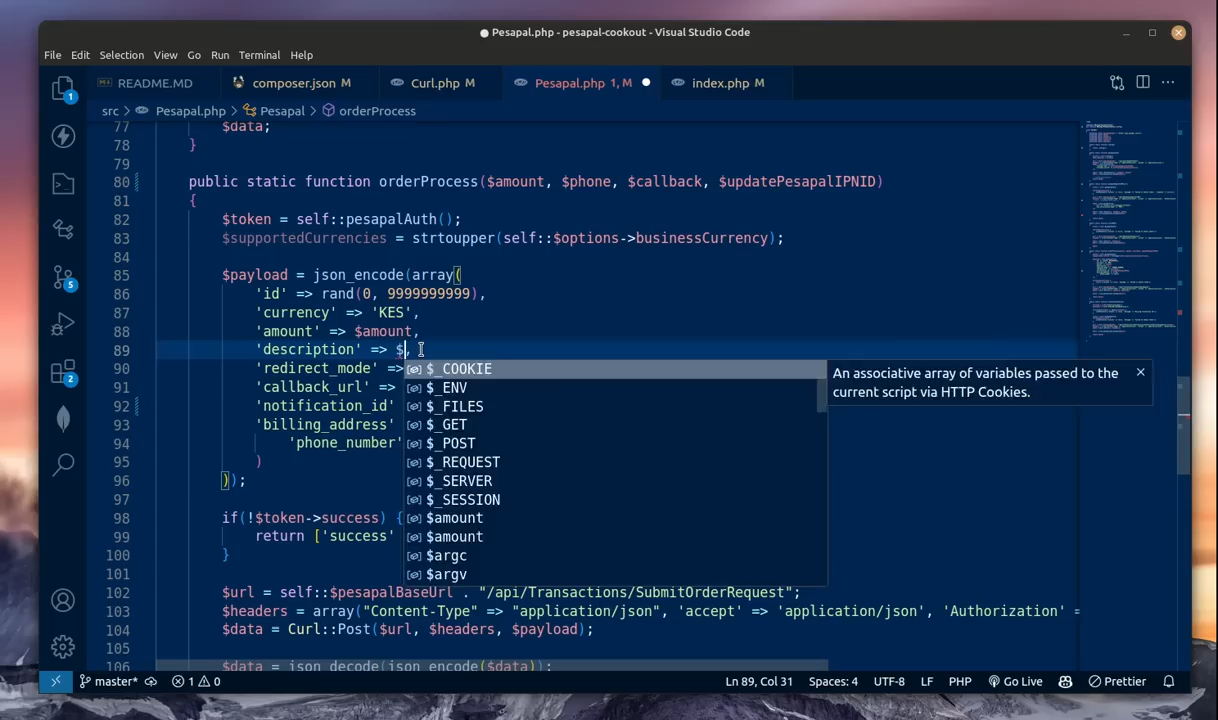 Pesapal.php - pesapal-cookout - Visual Studio Code
File Edit Selection View Go Run Terminal Help
README.MD composer.json M Curl.php M Pesapal.php 1, M index.php M
src > Pesapal.php > Pesapal > orderProcess
77 $data;
78 }
79
80 public static function orderProcess($amount, $phone, $callback, $updatePesapalIPNID)
81 {
82 $token = self::pesapalAuth();
83 $supportedCurrencies = strtoupper(self::$options->businessCurrency);
84
85 $payload = json_encode(array(
86 'id' => rand(0, 9999999999),
87 'currency' => 'KES',
88 'amount' => $amount,
89 'description' => $,
90 'redirect_mode' =>
91 'callback_url' =>
92 'notification_id'
93 'billing_address'
94 'phone_number'
95 )
96 ));
97
98 if(!$token->success) {
99 return ['success'
100 }
101
102 $url = self::$pesapalBaseUrl . "/api/Transactions/SubmitOrderRequest";
103 $headers = array("Content-Type" => "application/json", 'accept' => 'application/json', 'Authorization' =
104 $data = Curl::Post($url, $headers, $payload);
105
106 $data = json_decode(json_encode($data));
$_COOKIE
$_ENV
$_FILES
$_GET
$_POST
$_REQUEST
$_SERVER
$_SESSION
$amount
$amount
$argc
$argv
An associative array of variables passed to the
current script via HTTP Cookies.
1
5
2
master* 1 0 Ln 89, Col 31 Spaces: 4 UTF-8 LF PHP Go Live Prettier